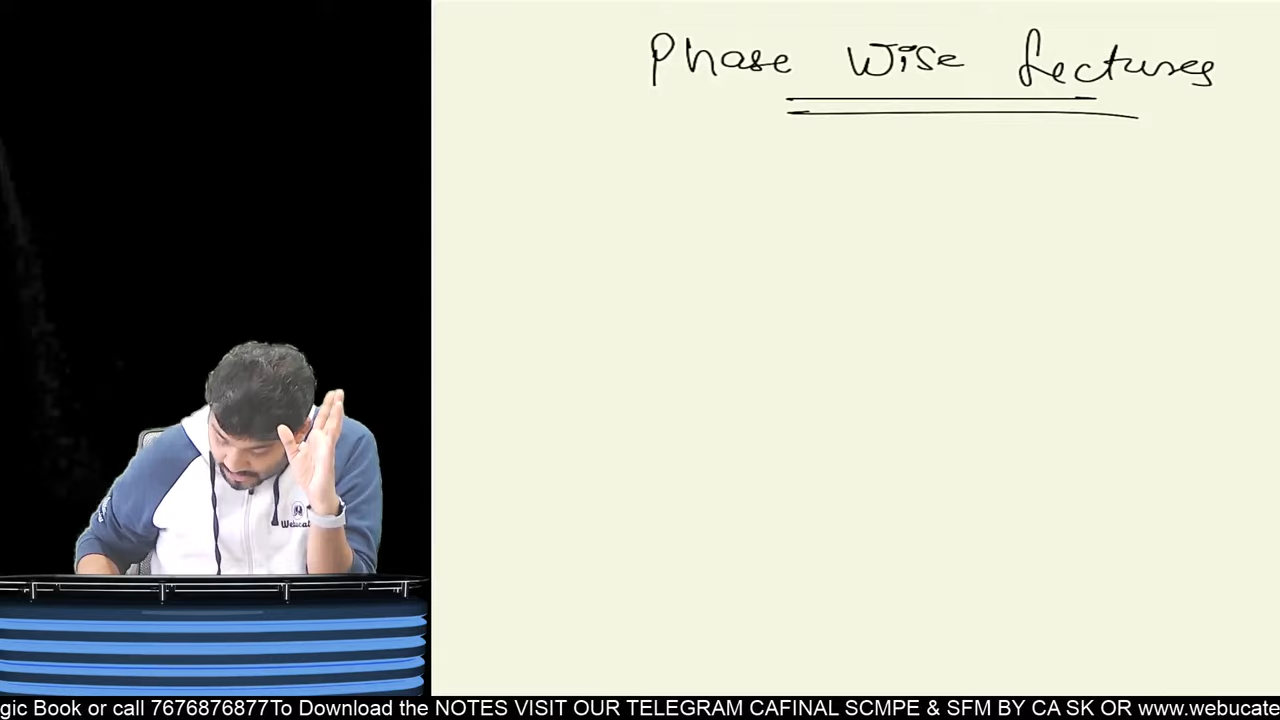 Phase Wise Lectures
Webucate
gic Book or call 7676876877To Download the NOTES VISIT OUR TELEGRAM CAFINAL SCMPE & SFM BY CA SK OR www.webucate